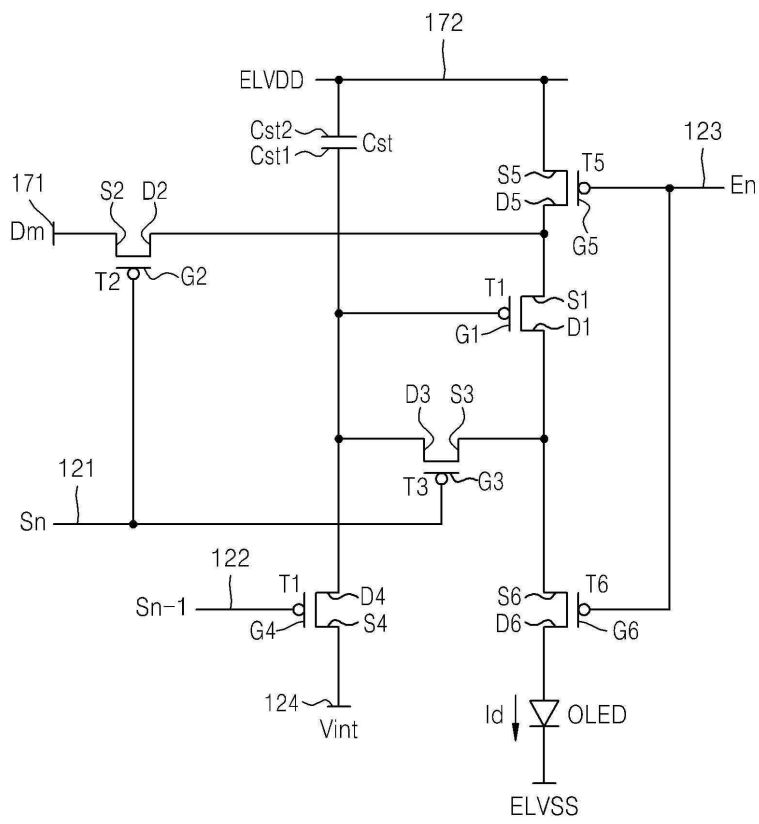 172
ELVDD
Cst2
Cst1
Cst
S5
T5
123
En
171
S2
D2
D5
G5
Dm
T2
G2
T1
S1
G1
D1
D3
S3
121
T3
G3
Sn
122
T1
D4
S6
T6
Sn-1
G4
S4
D6
G6
124
Vint
Id
OLED
ELVSS